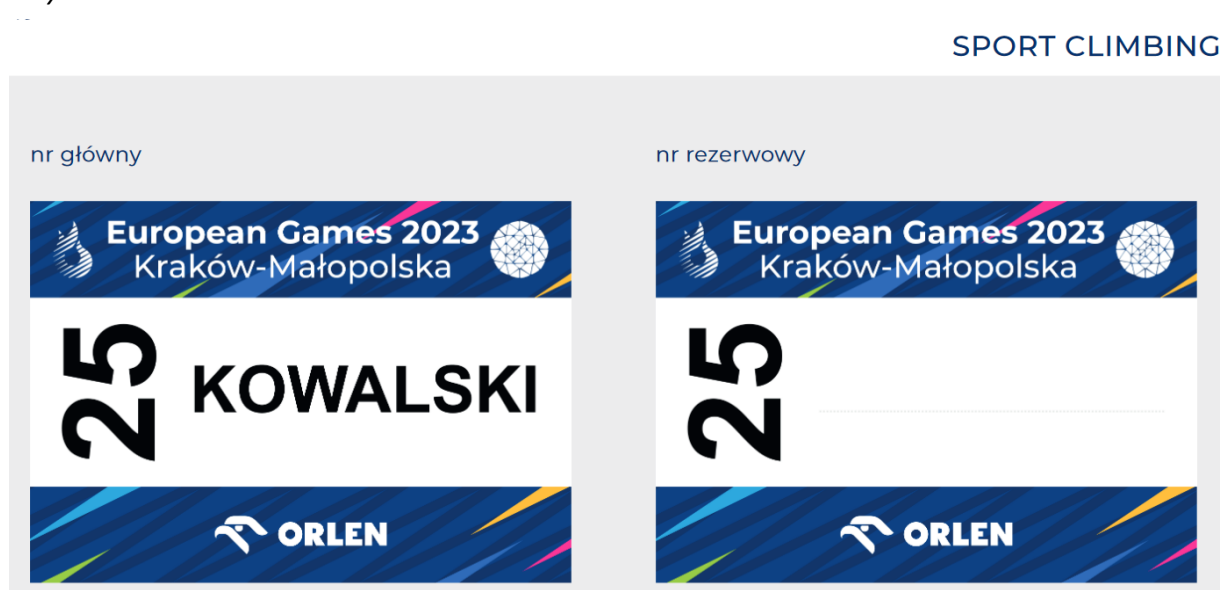 SPORT CLIMBING
nr główny
nr rezerwowy
European Games 2023
Kraków-Małopolska
25
KOWALSKI
ORLEN
European Games 2023
Kraków-Małopolska
25
ORLEN